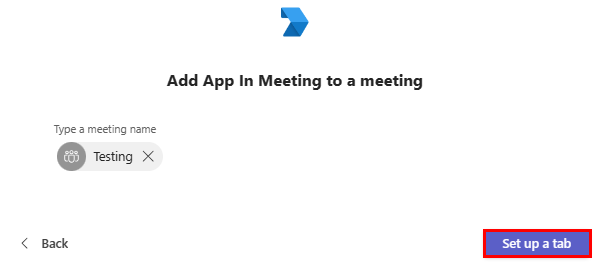 Add App In Meeting to a meeting
Type a meeting name
Testing
Back
Set up a tab